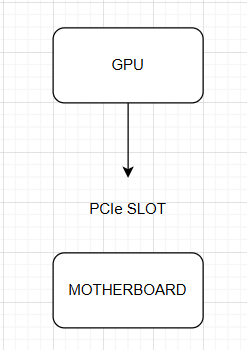 GPU
PCIe SLOT
MOTHERBOARD